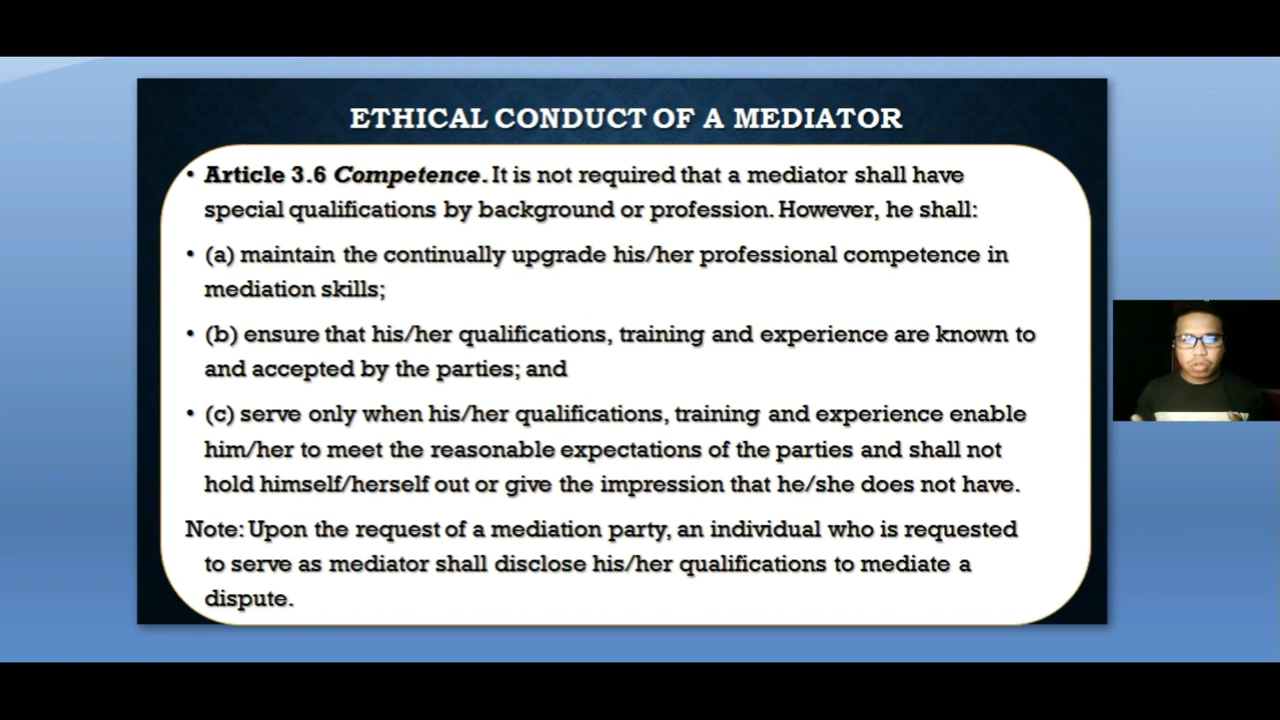 ETHICAL CONDUCT OF A MEDIATOR
• Article 3.6 Competence. It is not required that a mediator shall have
special qualifications by background or profession. However, he shall:
• (a) maintain the continually upgrade his/her professional competence in
mediation skills;
• (b) ensure that his/her qualifications, training and experience are known to
and accepted by the parties; and
• (c) serve only when his/her qualifications, training and experience enable
him/her to meet the reasonable expectations of the parties and shall not
hold himself/herself out or give the impression that he/she does not have.
Note: Upon the request of a mediation party, an individual who is requested
to serve as mediator shall disclose his/her qualifications to mediate a
dispute.